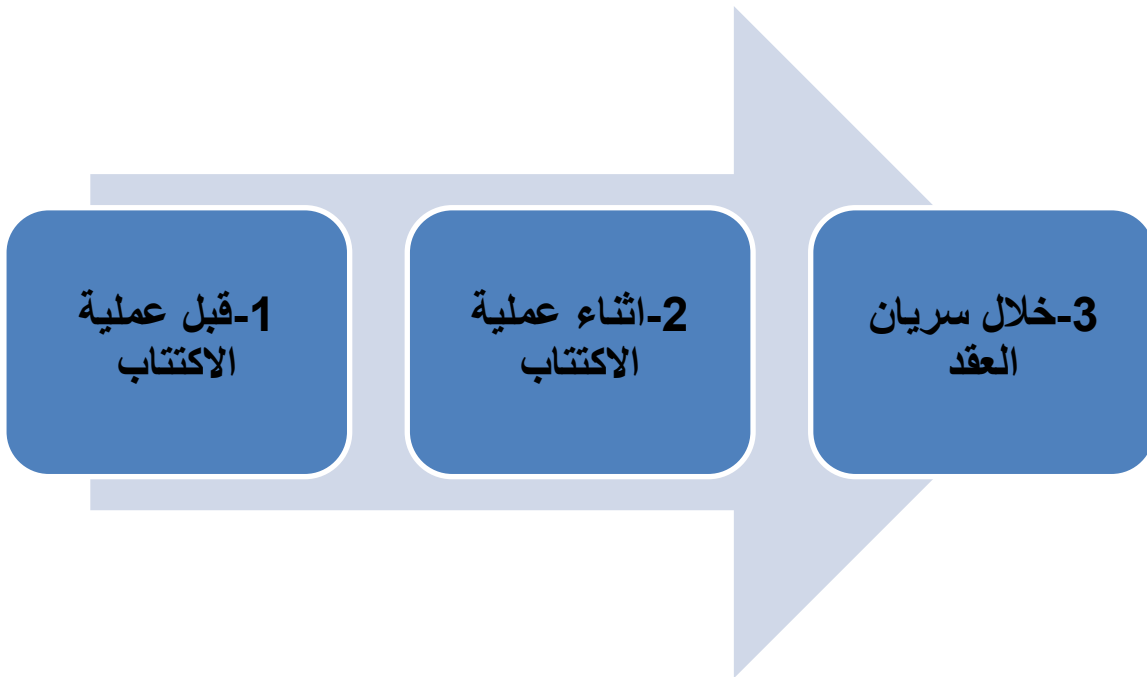 1-قبل عملية
الاكتتاب
2-اثناء عملية
الاكتتاب
3-خلال سريان
العقد